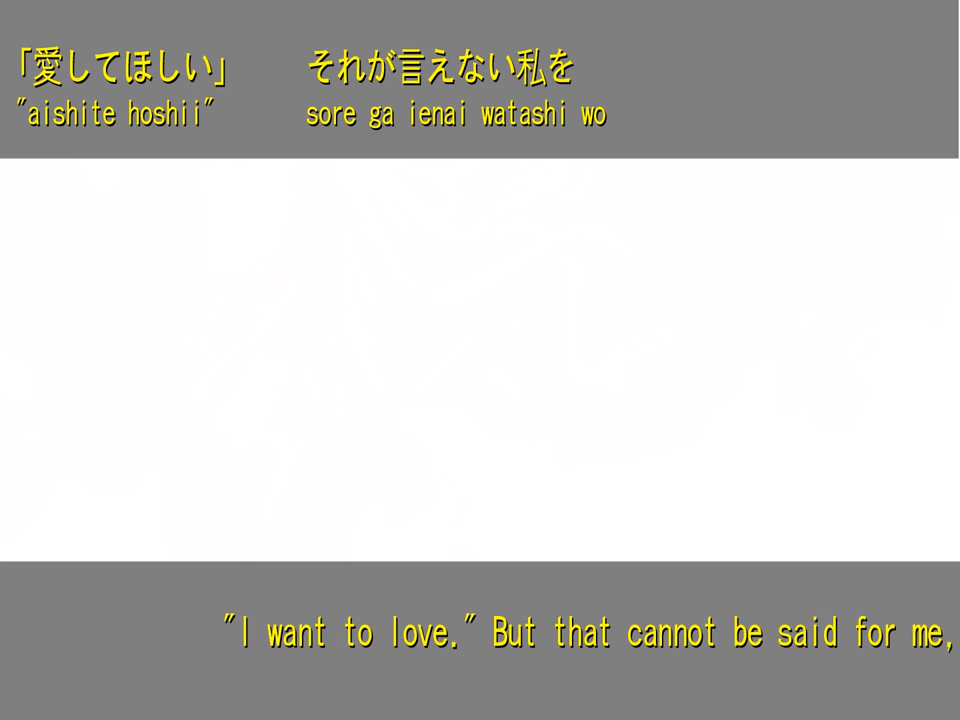 「愛してほしい」　　それが言えない私を
"aishite hoshii"　　sore ga ienai watashi wo
"I want to love." But that cannot be said for me,